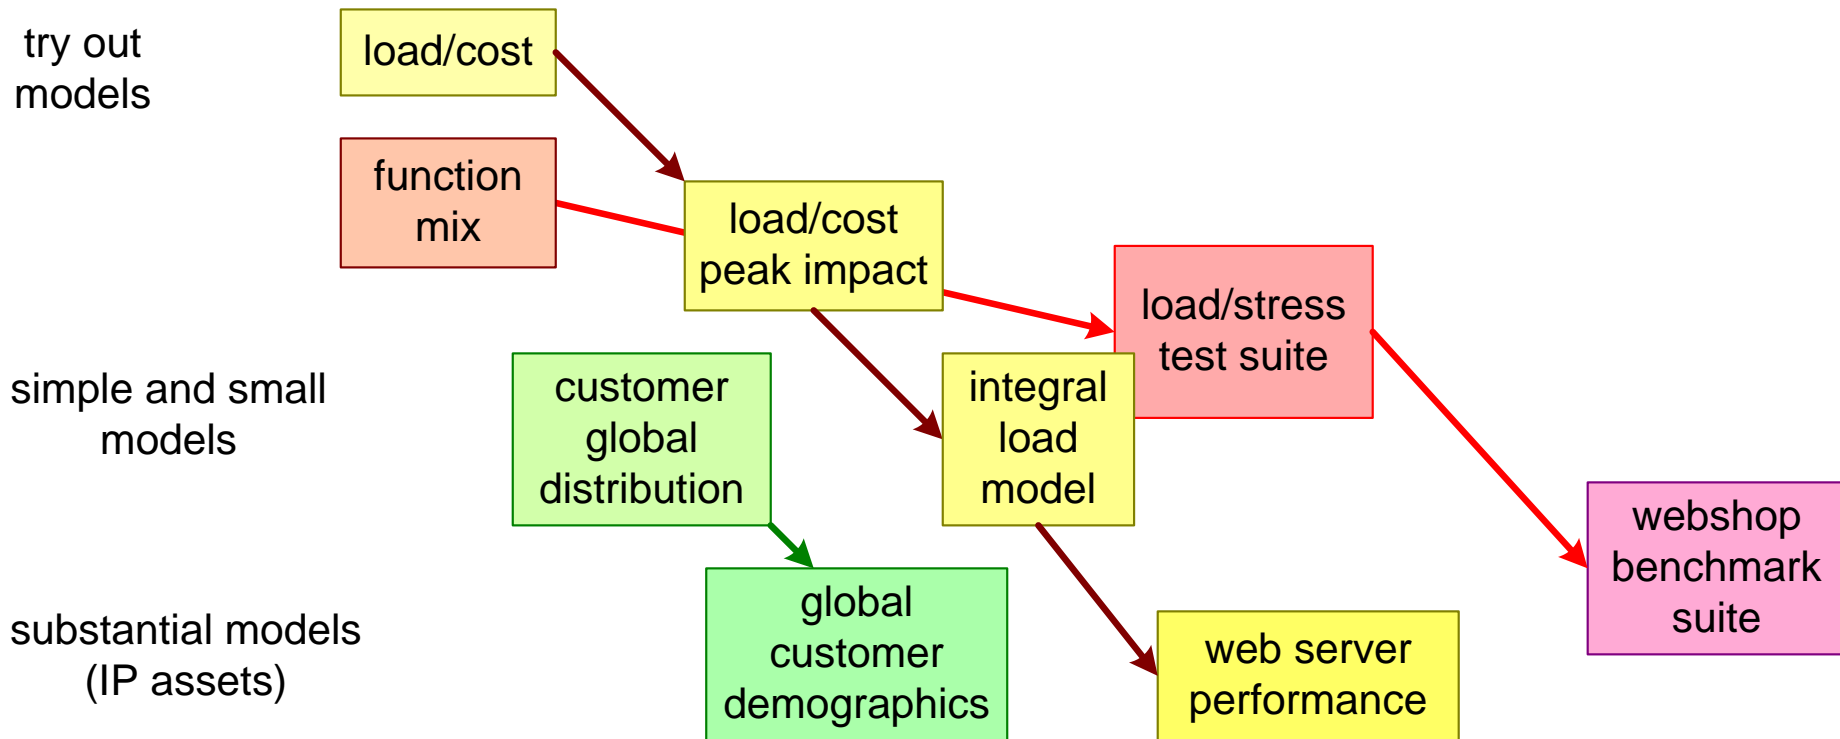 try out
models
load/cost
function
mix
load/cost
peak impact
load/stress
test suite
simple and small
models
customer
global
distribution
integral
load
model
webshop
benchmark
suite
substantial models
(IP assets)
global
customer
demographics
web server
performance